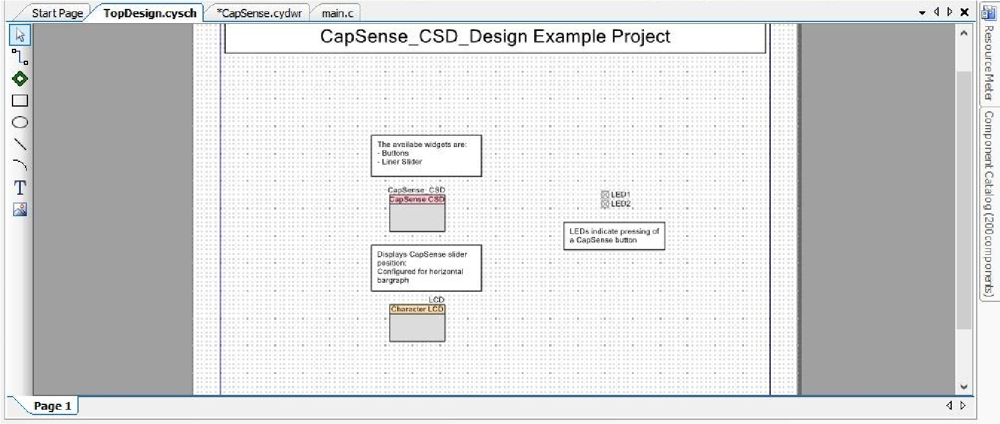 Start Page
TopDesign.cysch
*CapSense.cydwr
main.c
CapSense_CSD_Design Example Project
The availabe widgets are:
- Buttons
- Liner Slider
CapSense_CSD
CapSense CSD
LED1
LED2
LEDs indicate pressing of
a CapSense button
Displays CapSense slider
position:
Configured for horizontal
bargraph
LCD
Character LCD
T
Page 1
Resource Meter
Component Catalog (200 components)